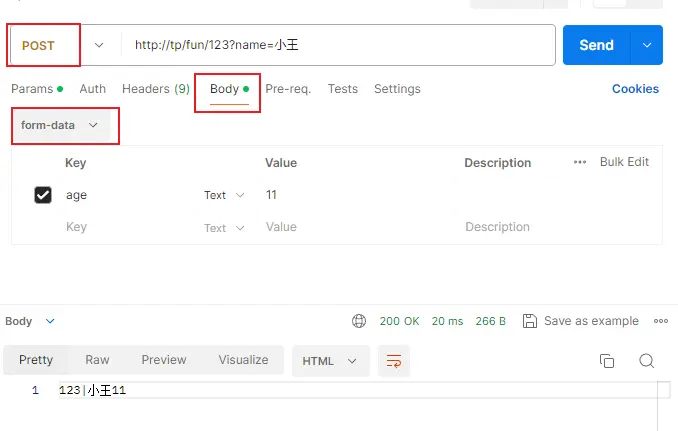 POST http://tp/fun/123?name=小王 Send
Params Auth Headers (9) Body Pre-req. Tests Settings Cookies
form-data
Key Value Description Bulk Edit
age Text 11
Key Text Value Description
Body 200 OK 20 ms 266 B Save as example
Pretty Raw Preview Visualize HTML
1 123|小王11